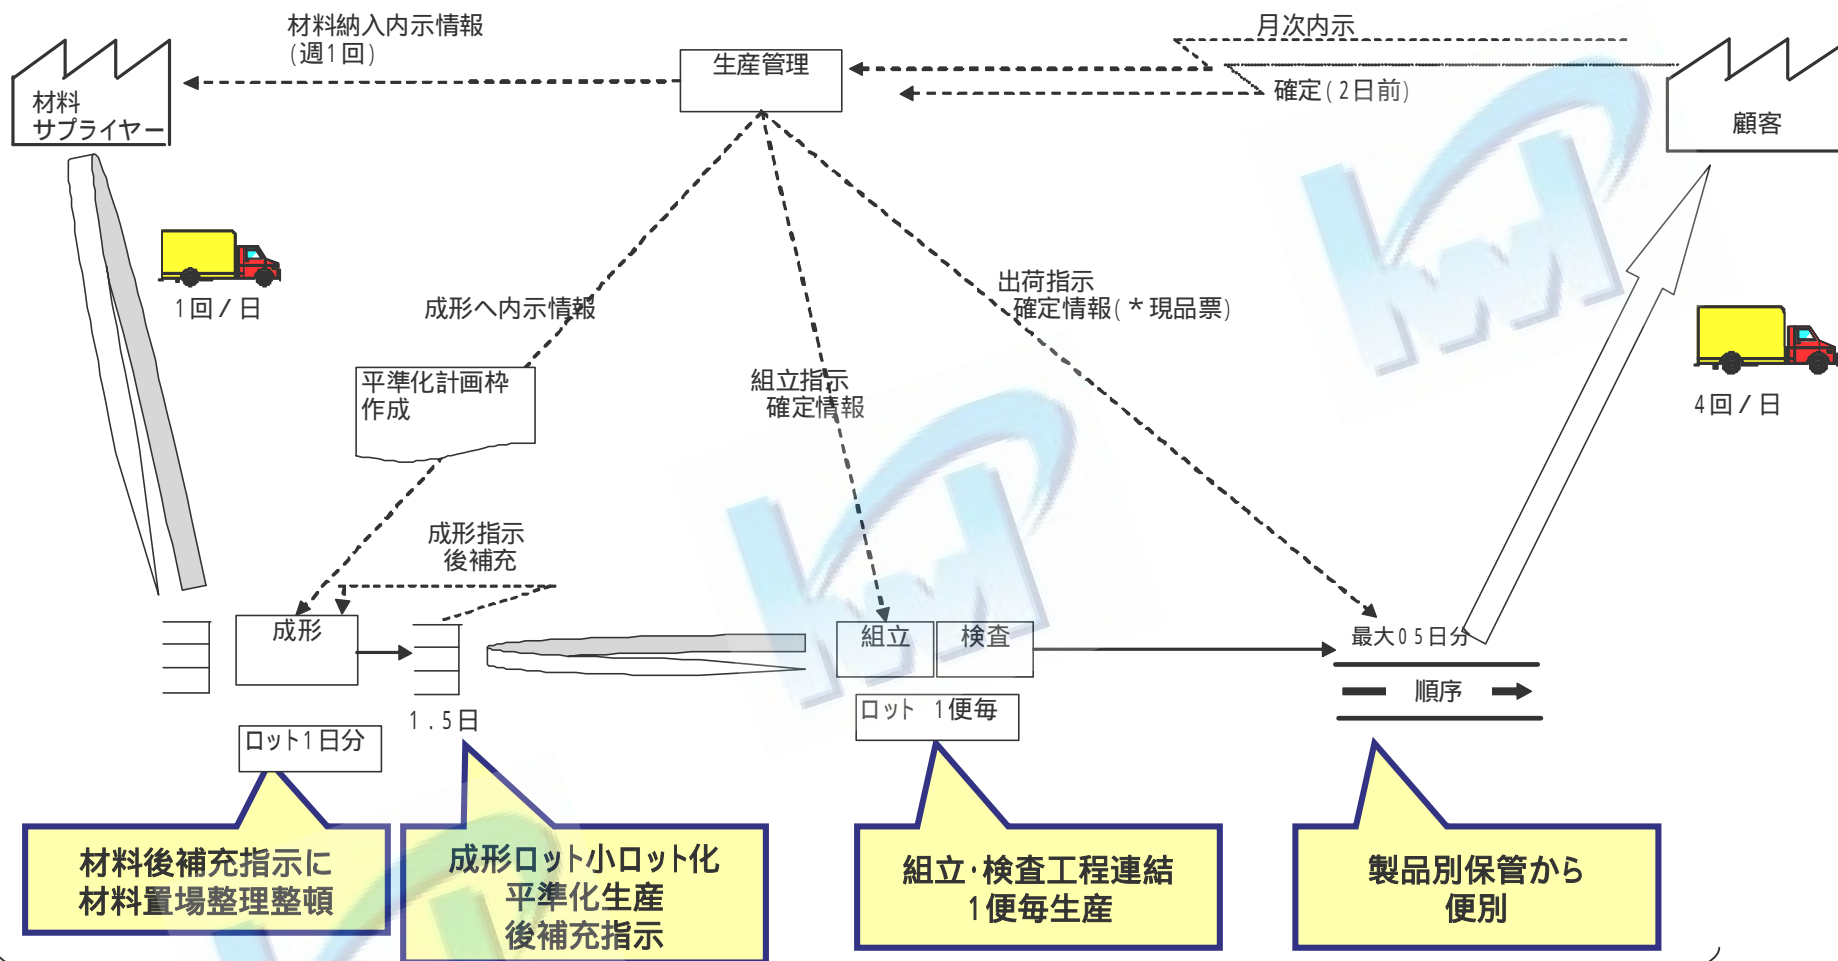 材料納入内示情報
(週1回)
生産管理
月次内示
確定(2日前)
材料
サプライヤー
顧客
1回/日
成形へ内示情報
出荷指示
確定情報(*現品票)
平準化計画枠
作成
組立指示
確定情報
4回/日
成形指示
後補充
成形
組立
検査
最大05日分
順序
1.5日
ロット1日分
ロット 1便毎
材料後補充指示に
材料置場整理整頓
成形ロット小ロット化
平準化生産
後補充指示
組立・検査工程連結
1便毎生産
製品別保管から
便別